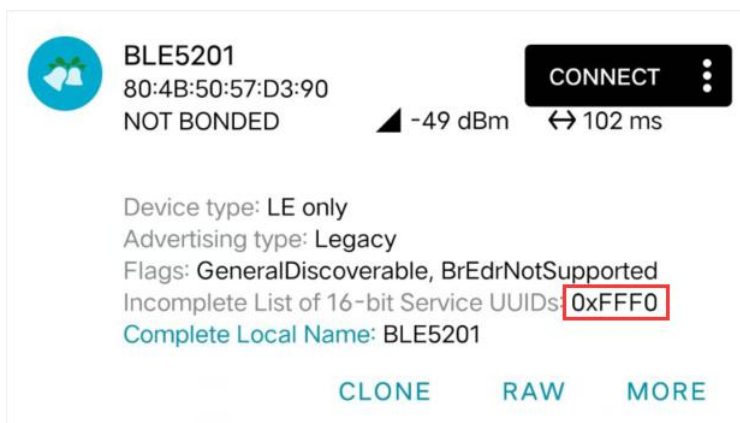 BLE5201
80:4B:50:57:D3:90
CONNECT
NOT BONDED -49 dBm 102 ms
Device type: LE only
Advertising type: Legacy
Flags: GeneralDiscoverable, BrEdrNotSupported
Incomplete List of 16-bit Service UUIDs: 0xFFF0
Complete Local Name: BLE5201
CLONE RAW MORE